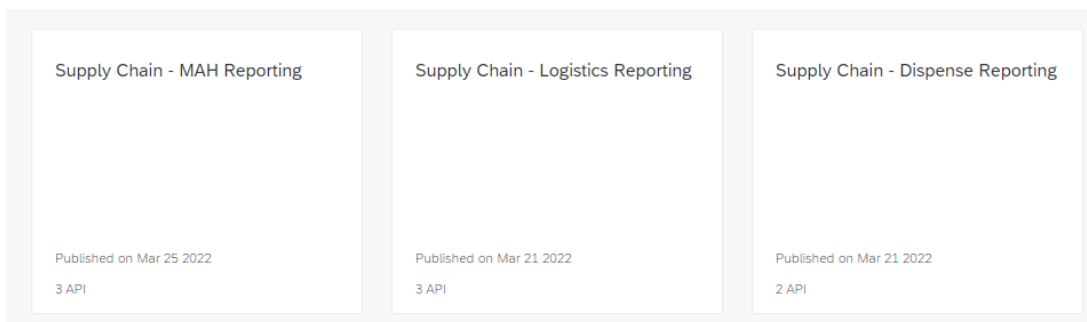 Supply Chain - MAH Reporting
Published on Mar 25 2022
3 API
Supply Chain - Logistics Reporting
Published on Mar 21 2022
3 API
Supply Chain - Dispense Reporting
Published on Mar 21 2022
2 API